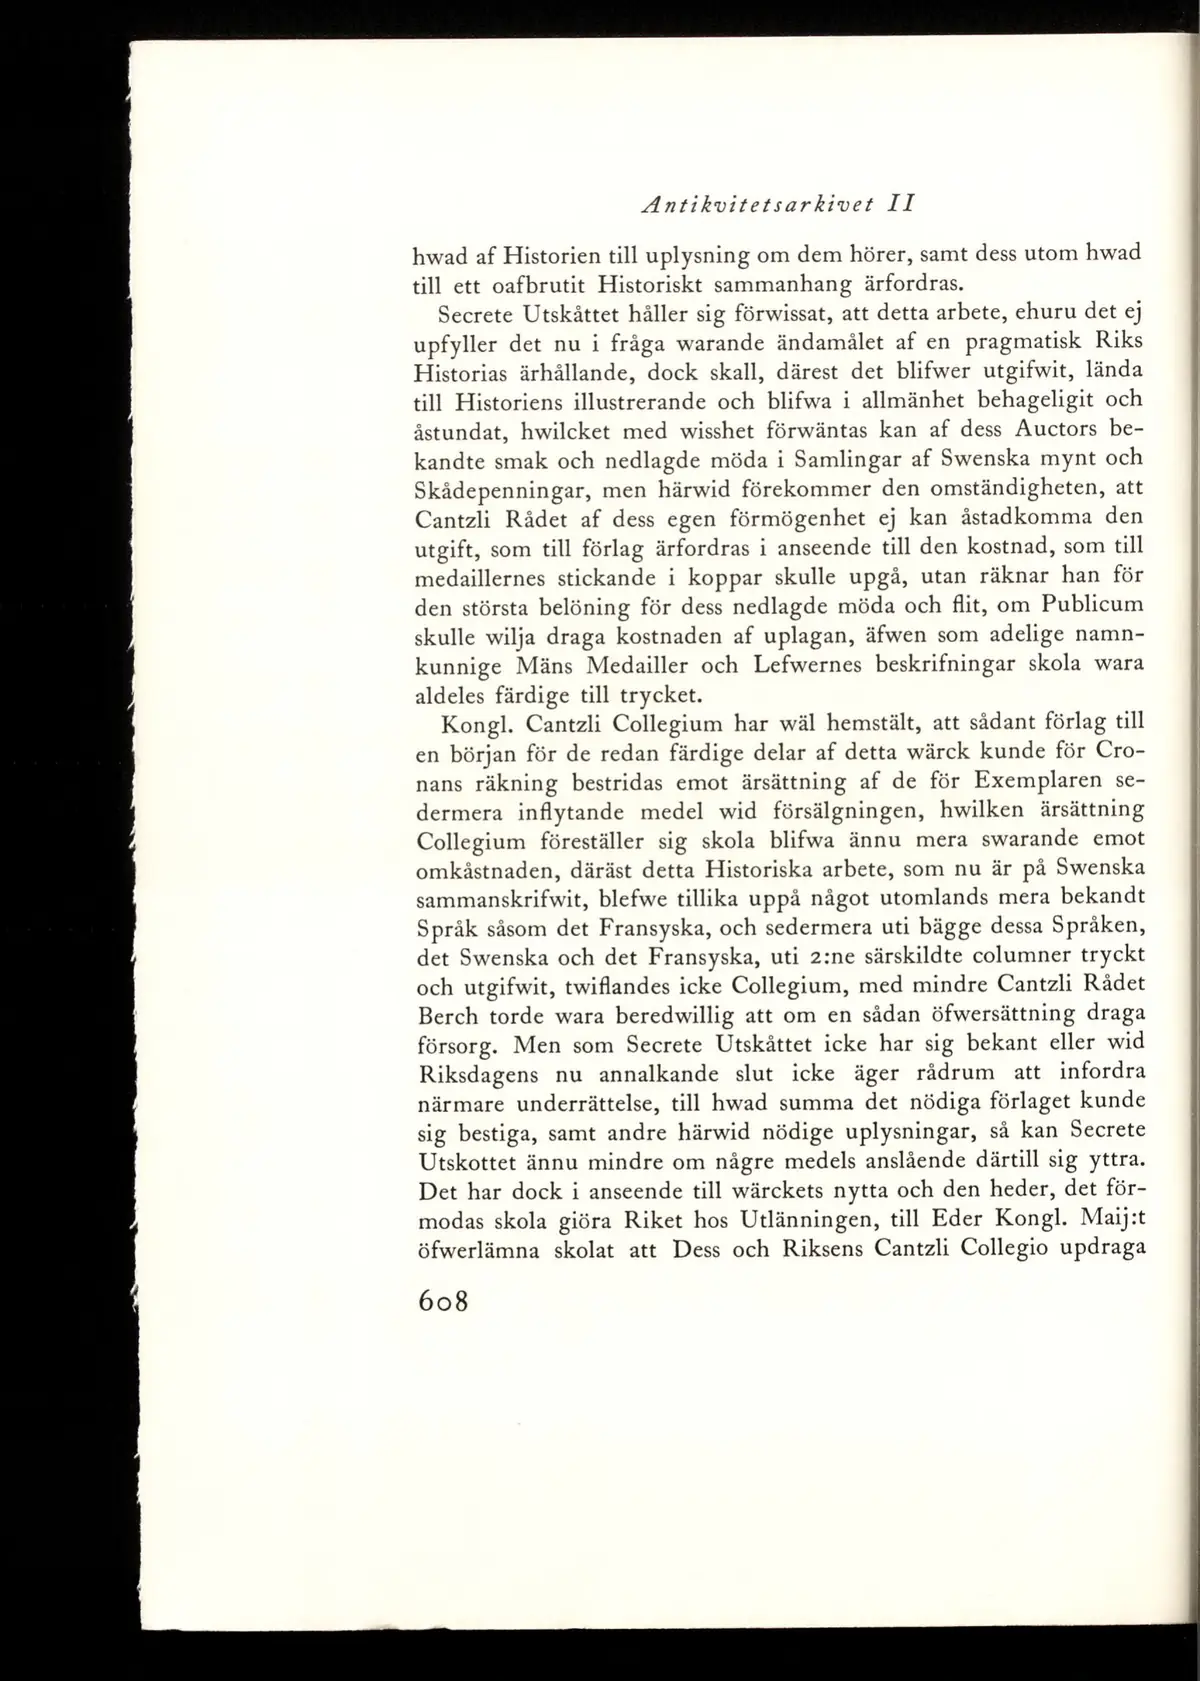 Antikvitetsarkivet II
hwad af Historien till uplysning om dem hörer, samt dess utom hwad
till ett oafbrutit Historiskt sammanhang ärfordras.
Secrete Utskåttet håller sig förwissat, att detta arbete, ehuru det ej
upfyller det nu i fråga warande ändamålet af en pragmatisk Riks
Historias ärhållande, dock skall, därest det blifwer utgifwit, lända
till Historiens illustrerande och blifwa i allmänhet behageligit och
åstundat, hwilcket med wisshet förwäntas kan af dess Auctors be-
kandte smak och nedlagde möda i Samlingar af Swenska mynt och
Skådepenningar, men härwid förekommer den omständigheten, att
Cantzli Rådet af dess egen förmögenhet ej kan åstadkomma den
utgift, som till förlag ärfordras i anseende till den kostnad, som till
medaillernes stickande i koppar skulle upgå, utan räknar han för
den största belöning för dess nedlagde möda och flit, om Publicum
skulle wilja draga kostnaden af uplagan, äfwen som adelige namn-
kunnige Mäns Medailler och Lefwernes beskrifningar skola wara
aldeles färdige till trycket.
Kongl. Cantzli Collegium har wäl hemstält, att sådant förlag till
en början för de redan färdige delar af detta wärck kunde för Cro-
nans räkning bestridas emot ärsättning af de för Exemplaren se-
dermera inflytande medel wid försälgningen, hwilken ärsättning
Collegium föreställer sig skola blifwa ännu mera swarande emot
omkåstnaden, däräst detta Historiska arbete, som nu är på Swenska
sammanskrifwit, blefwe tillika uppå något utomlands mera bekandt
Språk såsom det Fransyska, och sedermera uti bägge dessa Språken,
det Swenska och det Fransyska, uti 2:ne särskildte columner tryckt
och utgifwit, twiflandes icke Collegium, med mindre Cantzli Rådet
Berch torde wara beredwillig att om en sådan öfwersättning draga
försorg. Men som Secrete Utskåttet icke har sig bekant eller wid
Riksdagens nu annalkande slut icke äger rådrum att infordra
närmare underrättelse, till hwad summa det nödiga förlaget kunde
sig bestiga, samt andre härwid nödige uplysningar, så kan Secrete
Utskottet ännu mindre om någre medels anslående därtill sig yttra.
Det har dock i anseende till wärckets nytta och den heder, det för-
modas skola giöra Riket hos Utlänningen, till Eder Kongl. Maij:t
öfwerlämna skolat att Dess och Riksens Cantzli Collegio updraga
608